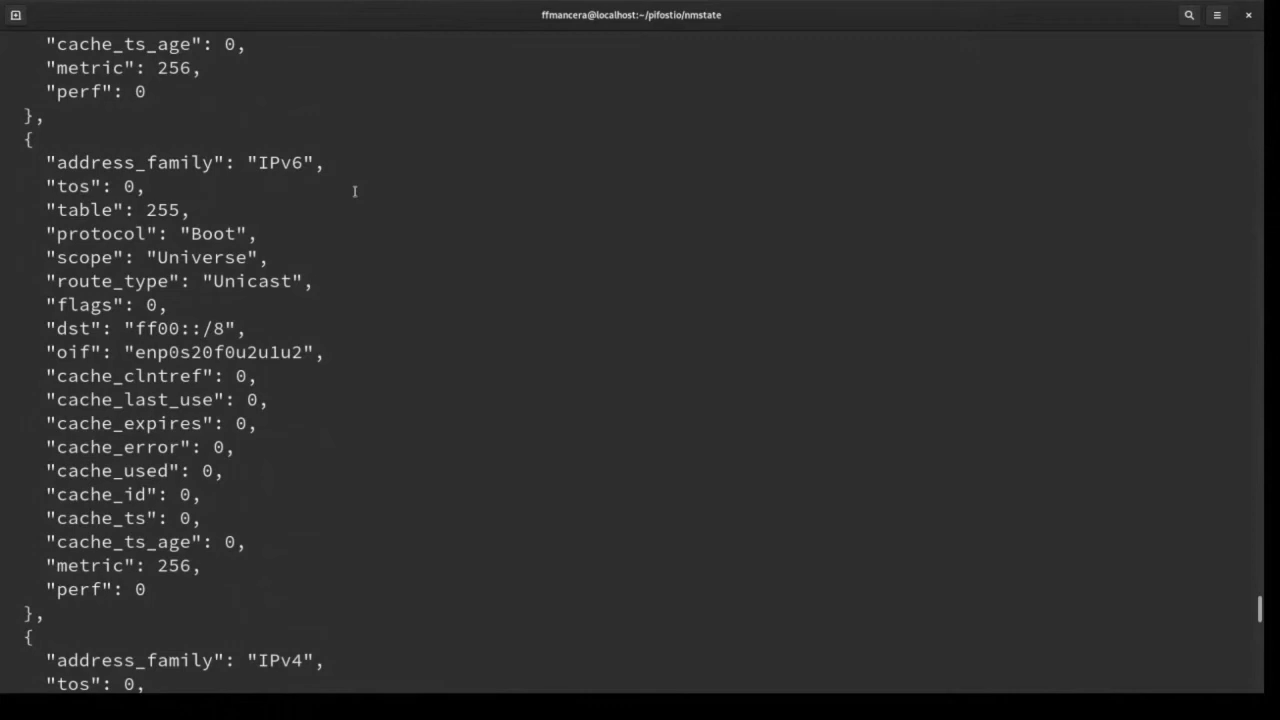 ffmancera@localhost:~/pifostio/nmstate
"cache_ts_age": 0,
"metric": 256,
"perf": 0
},
{
"address_family": "IPv6",
"tos": 0,
"table": 255,
"protocol": "Boot",
"scope": "Universe",
"route_type": "Unicast",
"flags": 0,
"dst": "ff00::/8",
"oif": "enp0s20f0u2u1u2",
"cache_clntref": 0,
"cache_last_use": 0,
"cache_expires": 0,
"cache_error": 0,
"cache_used": 0,
"cache_id": 0,
"cache_ts": 0,
"cache_ts_age": 0,
"metric": 256,
"perf": 0
},
{
"address_family": "IPv4",
"tos": 0,